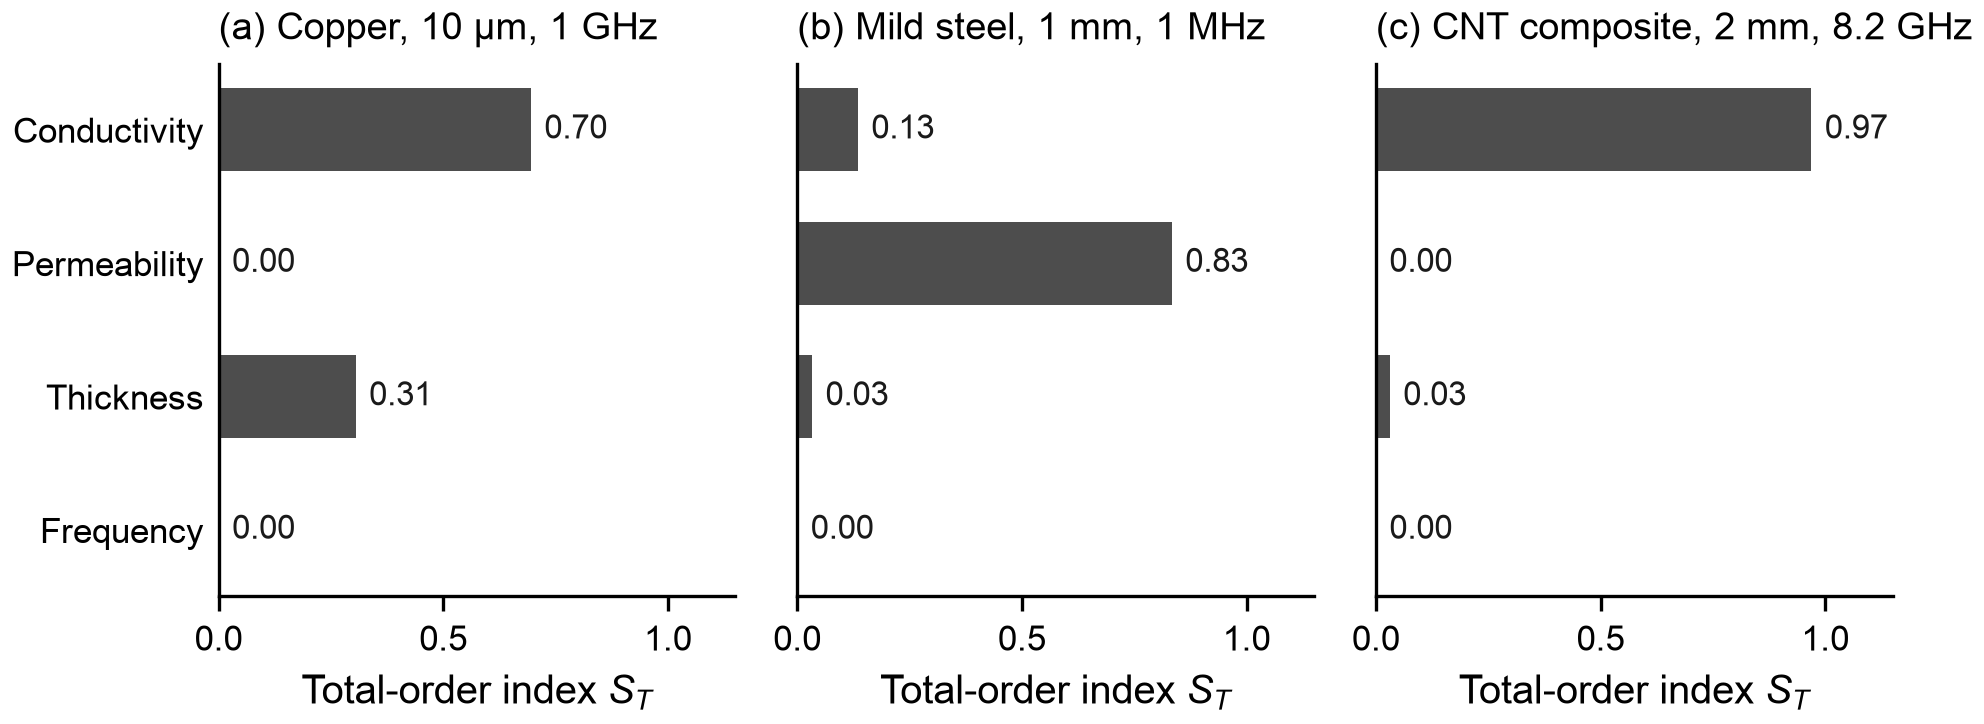 (a) Copper, 10 µm, 1 GHz
(b) Mild steel, 1 mm, 1 MHz
(c) CNT composite, 2 mm, 8.2 GHz
Conductivity
0.70
0.13
0.97
Permeability
0.00
0.83
0.00
Thickness
0.31
0.03
0.03
Frequency
0.00
0.00
0.00
0.0 0.5 1.0
0.0 0.5 1.0
0.0 0.5 1.0
Total-order index S_T
Total-order index S_T
Total-order index S_T